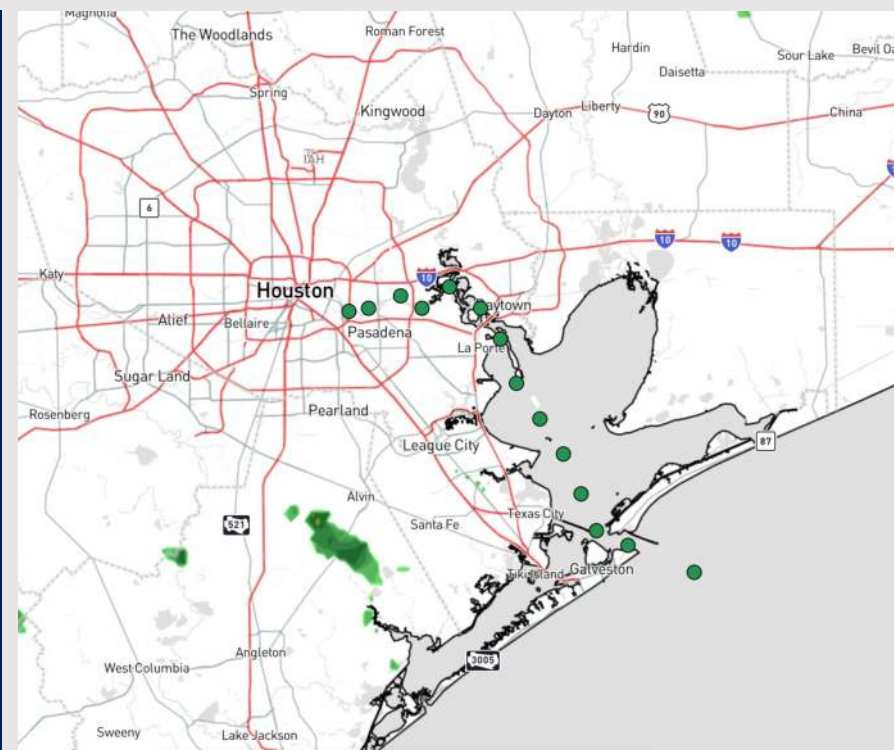 Magnolia
The Woodlands
Roman Forest
Hardin
Sour Lake
Bevil Oa
Daisetta
Spring
Kingwood
Dayton
Liberty
90
China
IAH
6
10
10
Katy
10
Houston
aytown
Alief
Bellaire
Pasadena
La Porte
Sugar Land
Rosenberg
Pearland
League City
87
Alvin
521
Santa Fe
Texas City
Tiki Island
Galveston
Angleton
3005
West Columbia
Sweeny
Lake Jackson